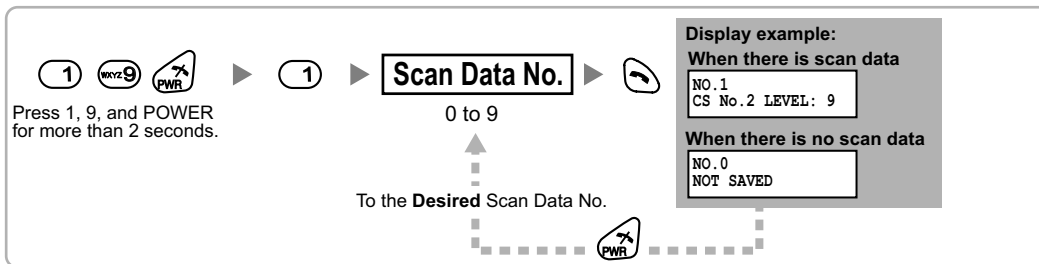 1) WXYZ9 PWR 1) Scan Data No.
Press 1, 9, and POWER
for more than 2 seconds.
0 to 9
Display example:
When there is scan data
NO.1
CS No.2 LEVEL: 9
When there is no scan data
NO.0
NOT SAVED
To the Desired Scan Data No.
PWR